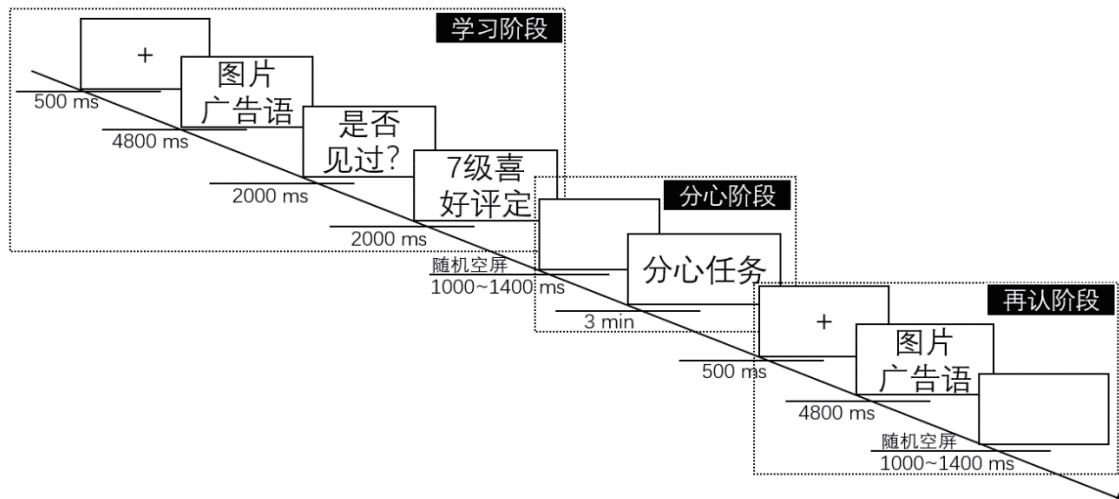 学习阶段
+
500 ms
图片
广告语
4800 ms
是否
见过?
2000 ms
7级喜
好评定
2000 ms
分心阶段
随机空屏
1000~1400 ms
分心任务
3 min
再认阶段
+
500 ms
图片
广告语
4800 ms
随机空屏
1000~1400 ms